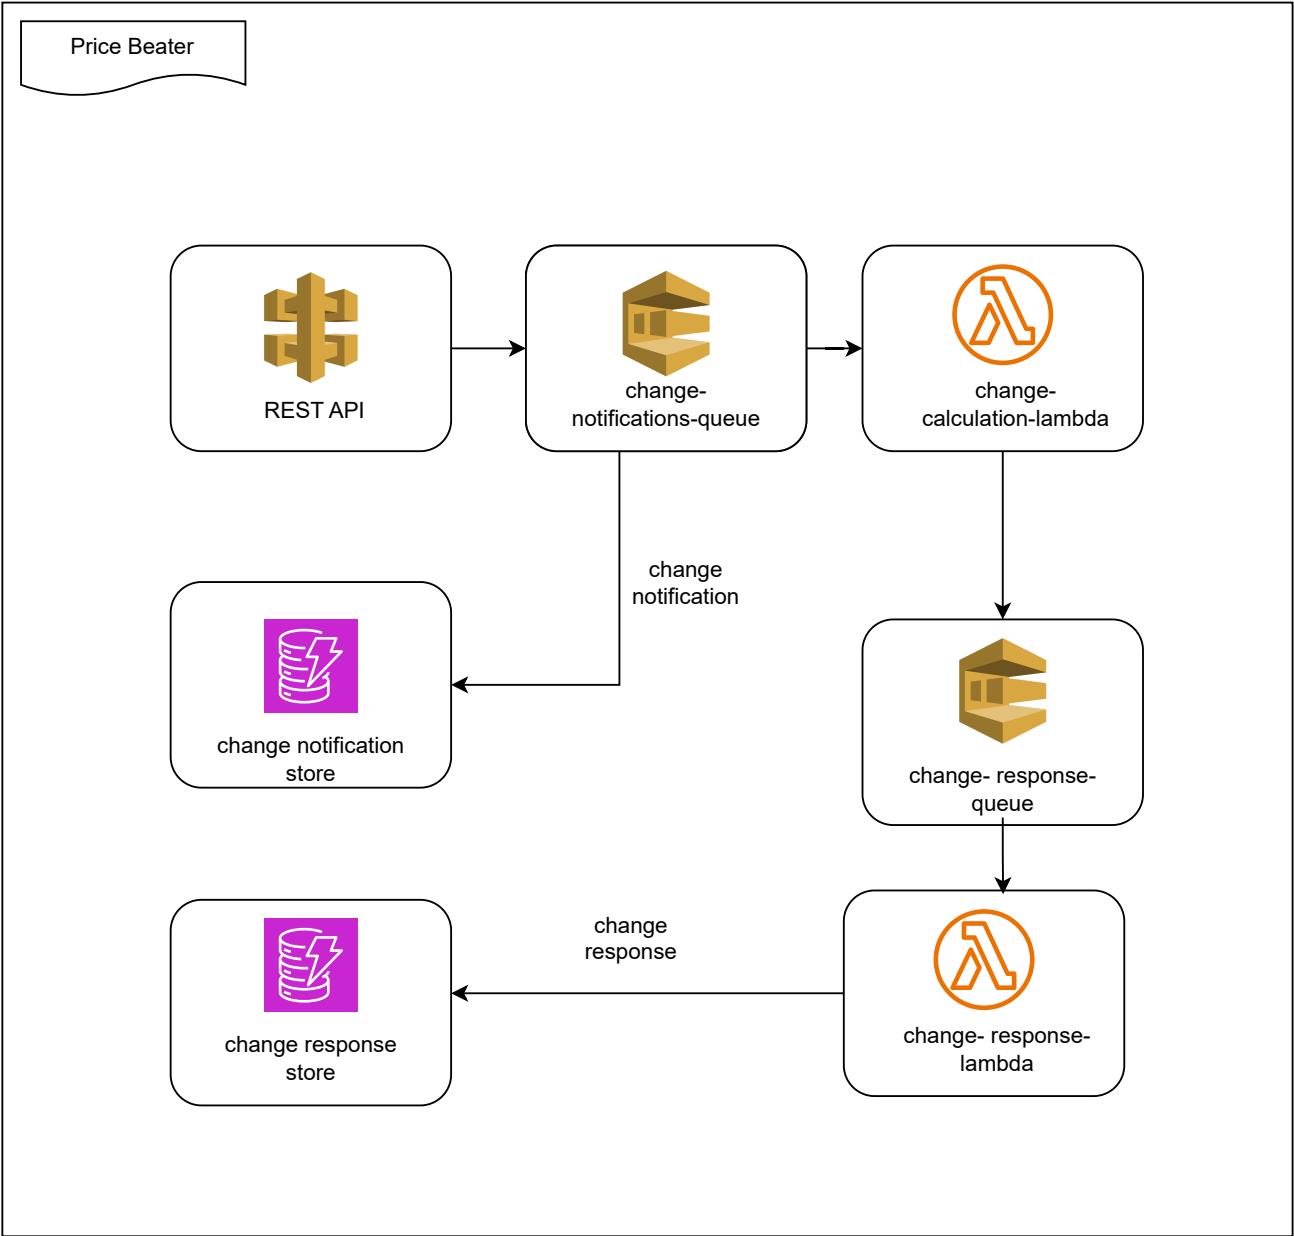 Price Beater
REST API
change-
notifications-queue
change-
calculation-lambda
change
notification
change notification
store
change- response-
queue
change
response
change response
store
change- response-
lambda